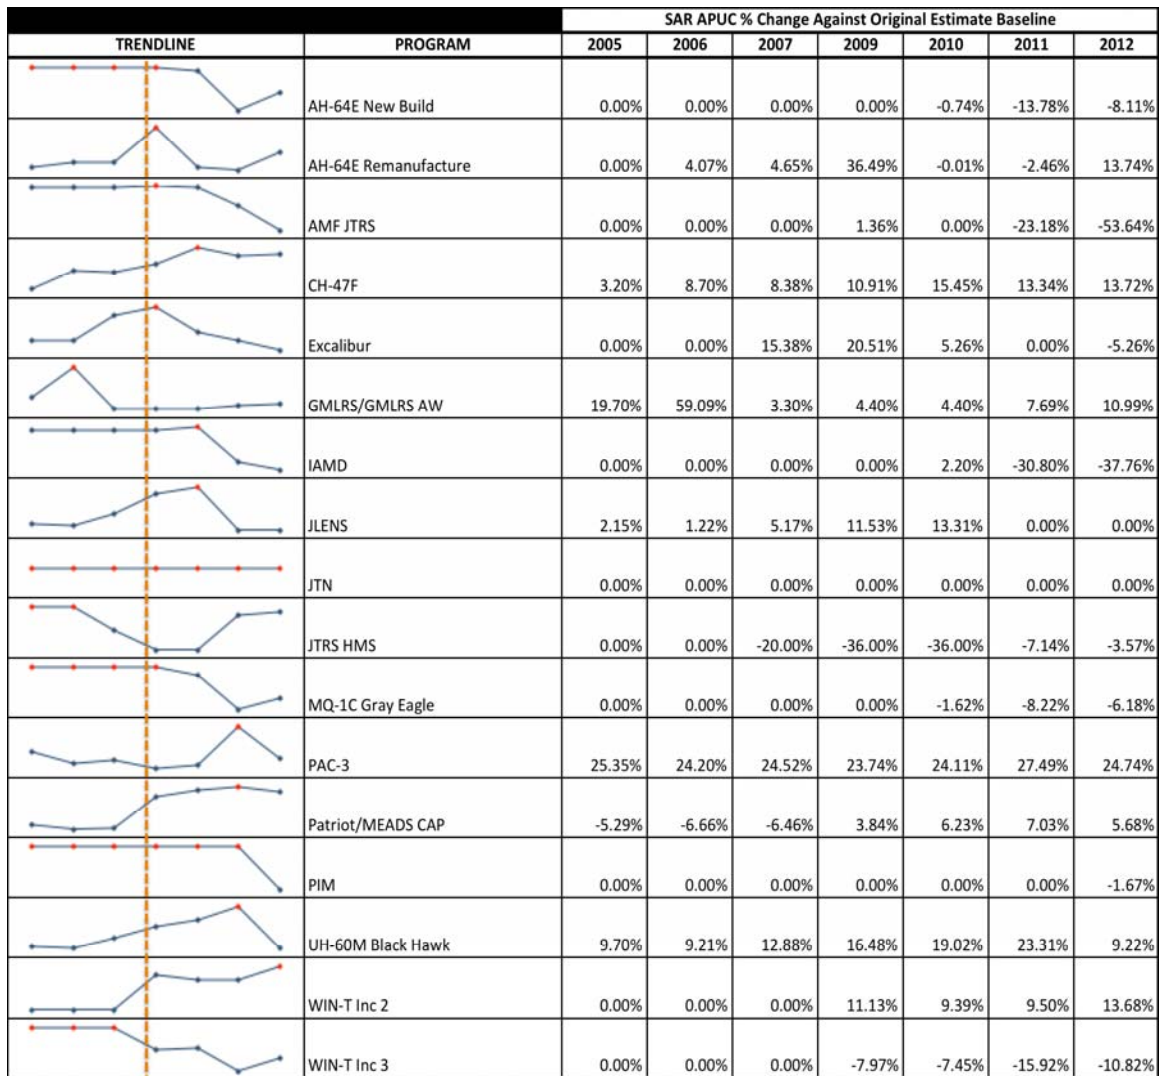 SAR APUC % Change Against Original Estimate Baseline
TRENDLINE PROGRAM 2005 2006 2007 2009 2010 2011 2012
AH-64E New Build 0.00% 0.00% 0.00% 0.00% -0.74% -13.78% -8.11%
AH-64E Remanufacture 0.00% 4.07% 4.65% 36.49% -0.01% -2.46% 13.74%
AMF JTRS 0.00% 0.00% 0.00% 1.36% 0.00% -23.18% -53.64%
CH-47F 3.20% 8.70% 8.38% 10.91% 15.45% 13.34% 13.72%
Excalibur 0.00% 0.00% 15.38% 20.51% 5.26% 0.00% -5.26%
GMLRS/GMLRS AW 19.70% 59.09% 3.30% 4.40% 4.40% 7.69% 10.99%
IAMD 0.00% 0.00% 0.00% 0.00% 2.20% -30.80% -37.76%
JLENS 2.15% 1.22% 5.17% 11.53% 13.31% 0.00% 0.00%
JTN 0.00% 0.00% 0.00% 0.00% 0.00% 0.00% 0.00%
JTRS HMS 0.00% 0.00% -20.00% -36.00% -36.00% -7.14% -3.57%
MQ-1C Gray Eagle 0.00% 0.00% 0.00% 0.00% -1.62% -8.22% -6.18%
PAC-3 25.35% 24.20% 24.52% 23.74% 24.11% 27.49% 24.74%
Patriot/MEADS CAP -5.29% -6.66% -6.46% 3.84% 6.23% 7.03% 5.68%
PIM 0.00% 0.00% 0.00% 0.00% 0.00% 0.00% -1.67%
UH-60M Black Hawk 9.70% 9.21% 12.88% 16.48% 19.02% 23.31% 9.22%
WIN-T Inc 2 0.00% 0.00% 0.00% 11.13% 9.39% 9.50% 13.68%
WIN-T Inc 3 0.00% 0.00% 0.00% -7.97% -7.45% -15.92% -10.82%